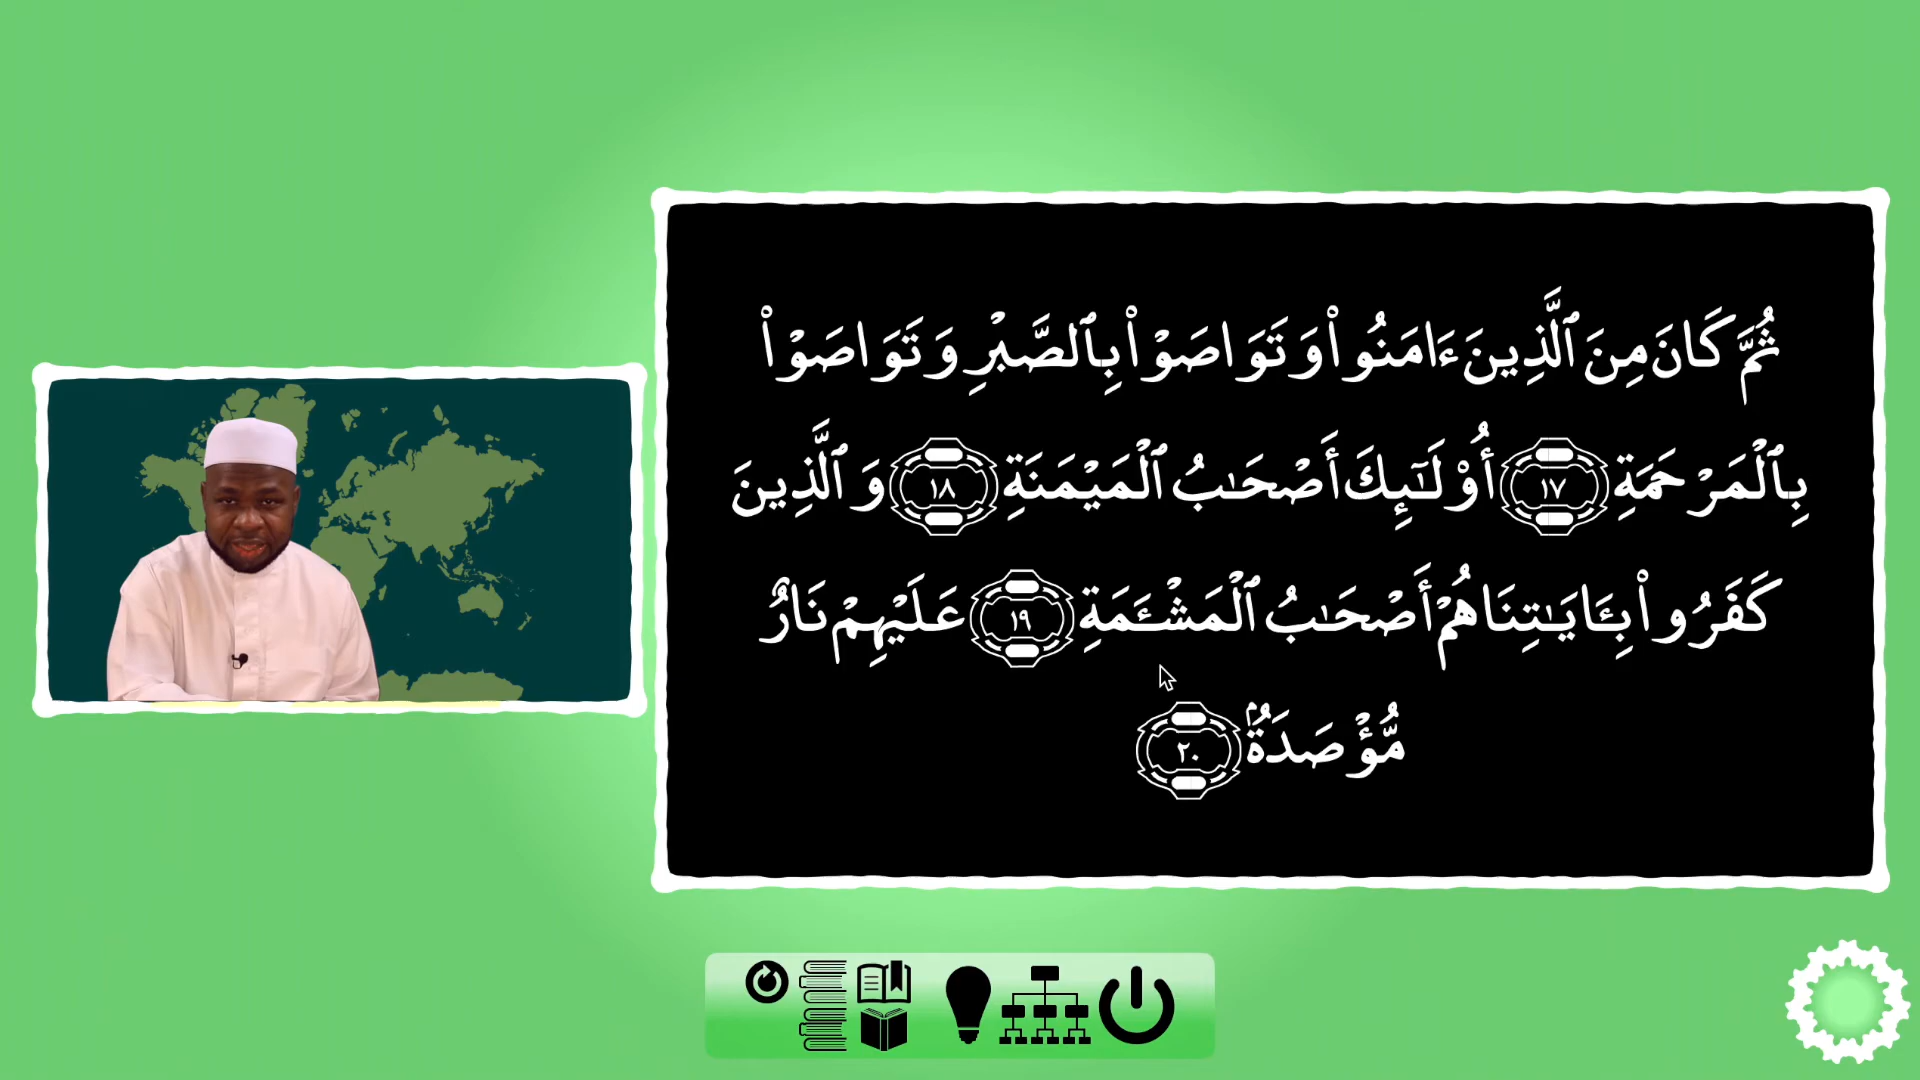 ثُمَّ كَانَ مِنَ ٱلَّذِينَ ءَامَنُواْ وَتَوَاصَوْاْ بِٱلصَّبْرِ وَتَوَاصَوْاْ
بِٱلْمَرْحَمَةِ ١٧ أُوْلَـٰٓئِكَ أَصْحَـٰبُ ٱلْمَيْمَنَةِ ١٨ وَٱلَّذِينَ
كَفَرُواْ بِـَٔايَـٰتِنَا هُمْ أَصْحَـٰبُ ٱلْمَشْـَٔمَةِ ١٩ عَلَيْهِمْ نَارٌ
مُّؤْصَدَةُۢ ٢٠